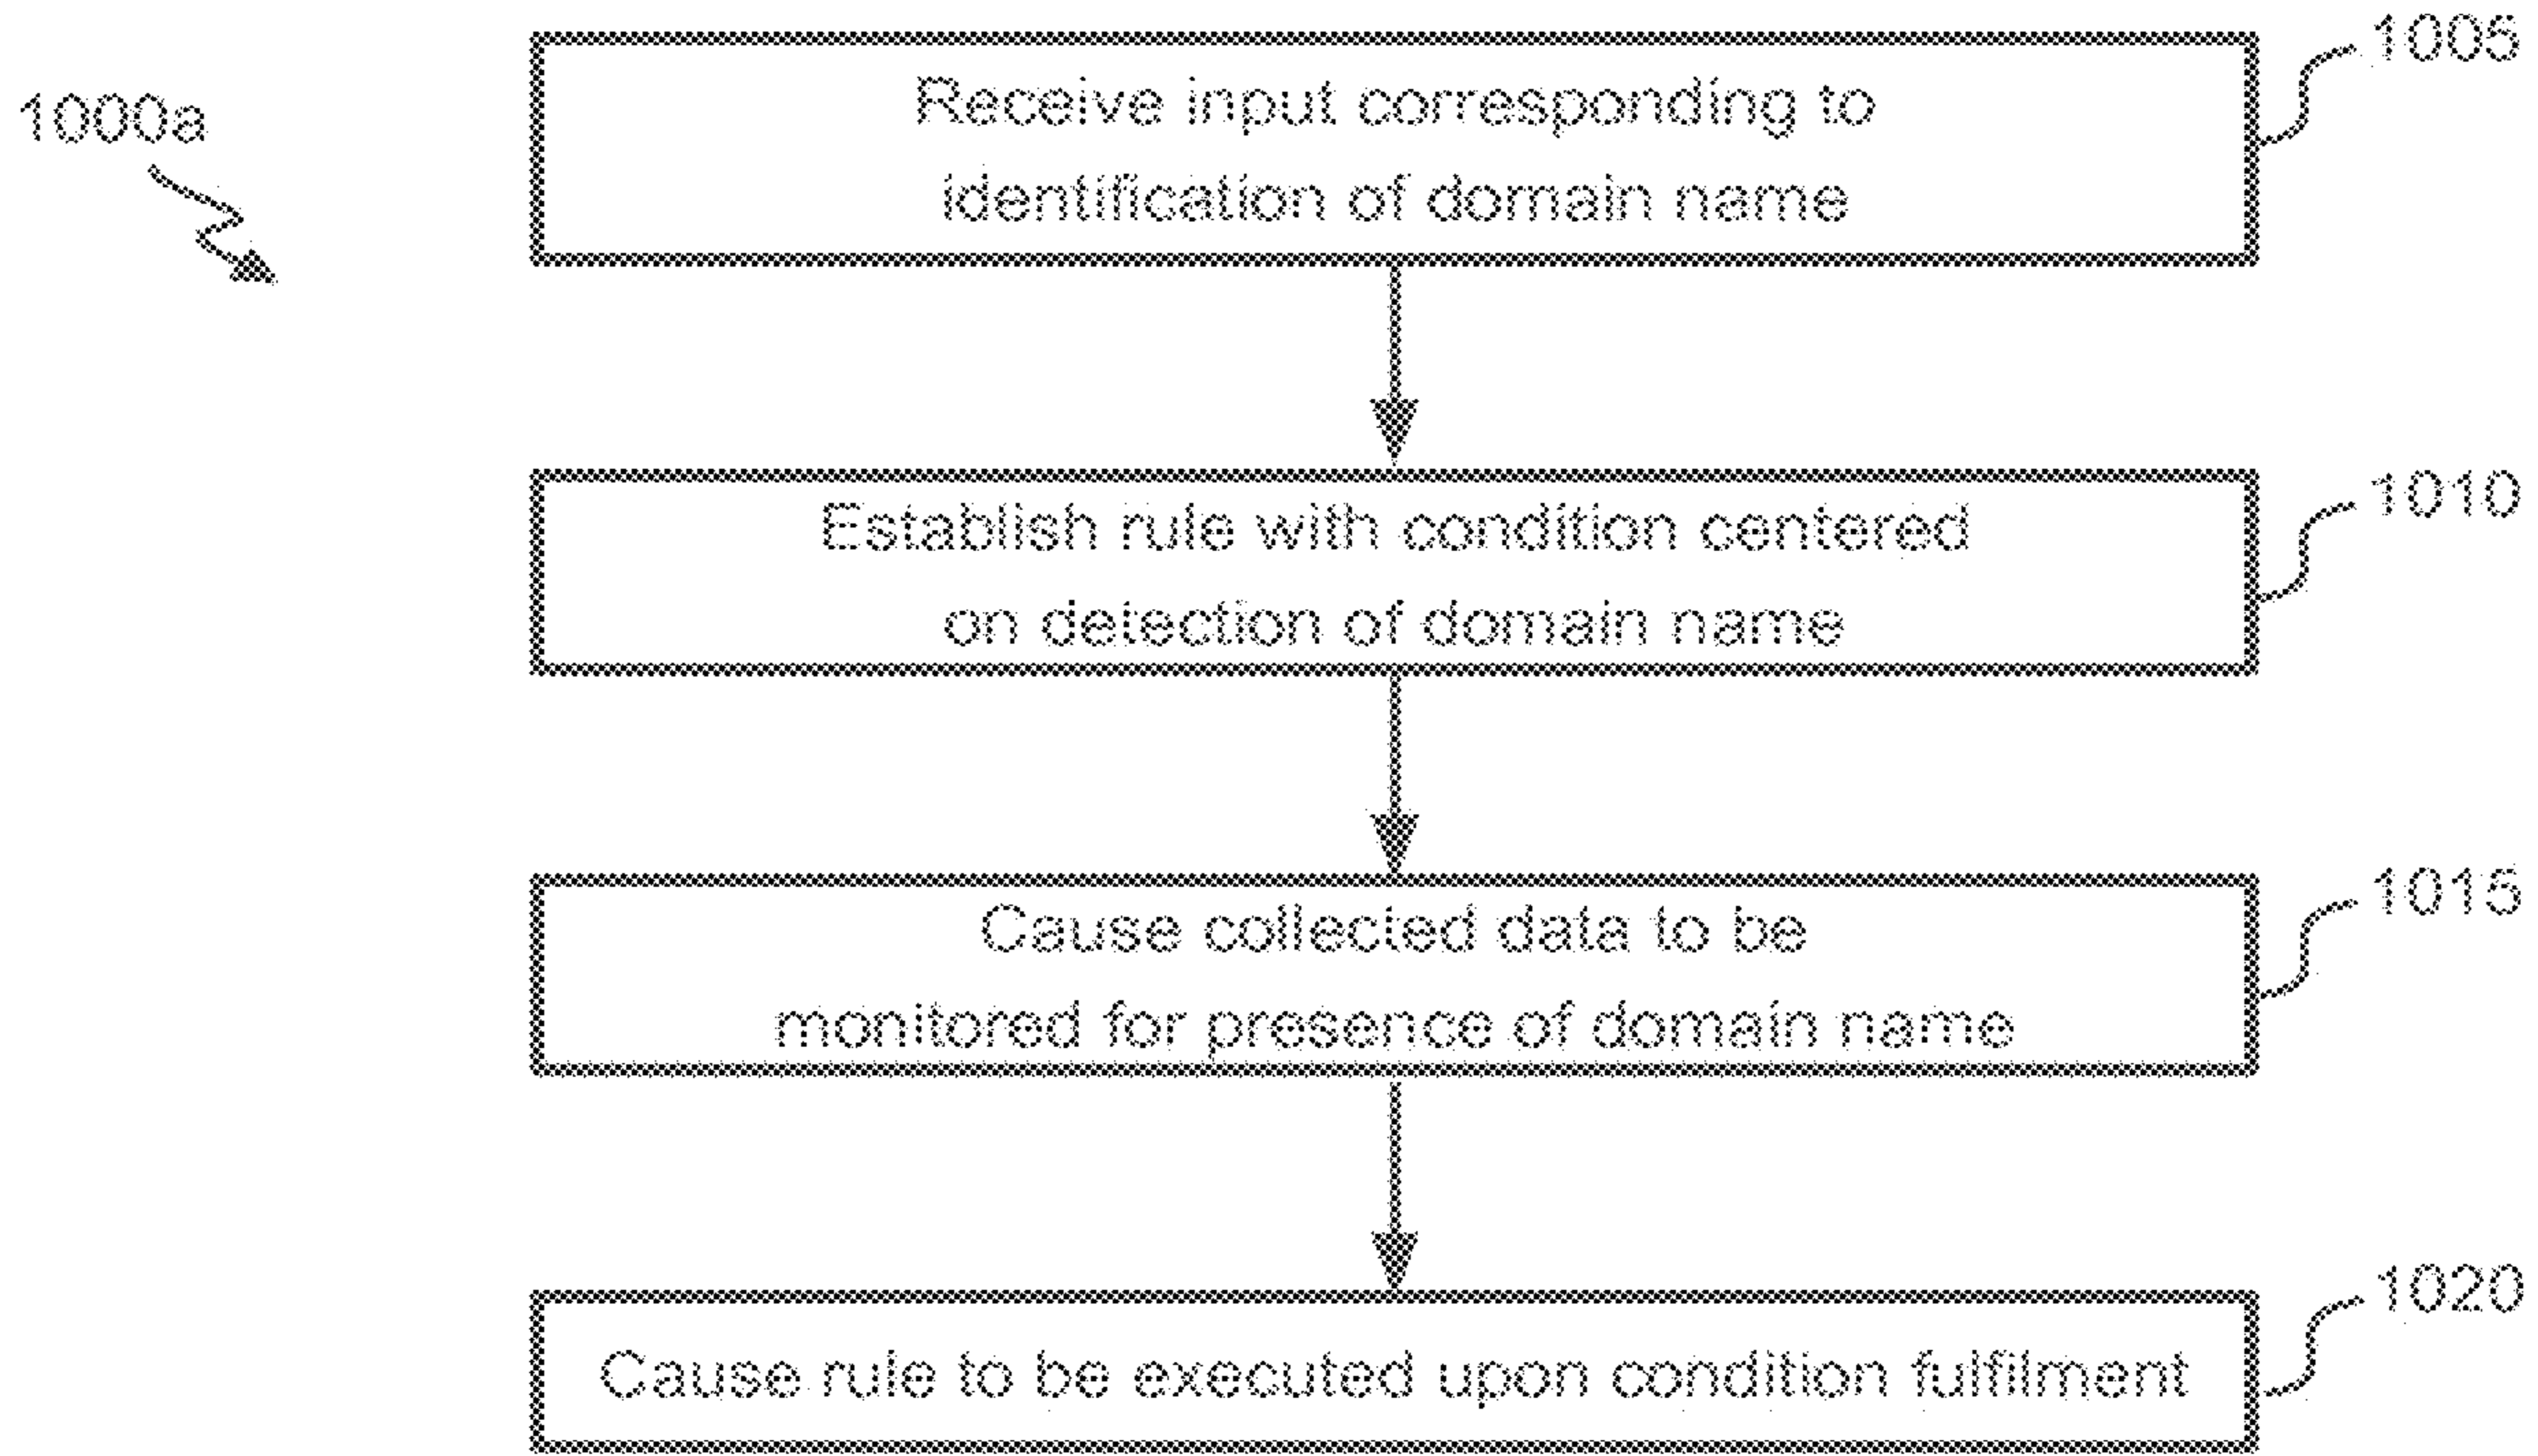 1000a
Receive input corresponding to
identification of domain name
1005
Establish rule with condition centered
on detection of domain name
1010
Cause collected data to be
monitored for presence of domain name
1015
Cause rule to be executed upon condition fulfilment
1020